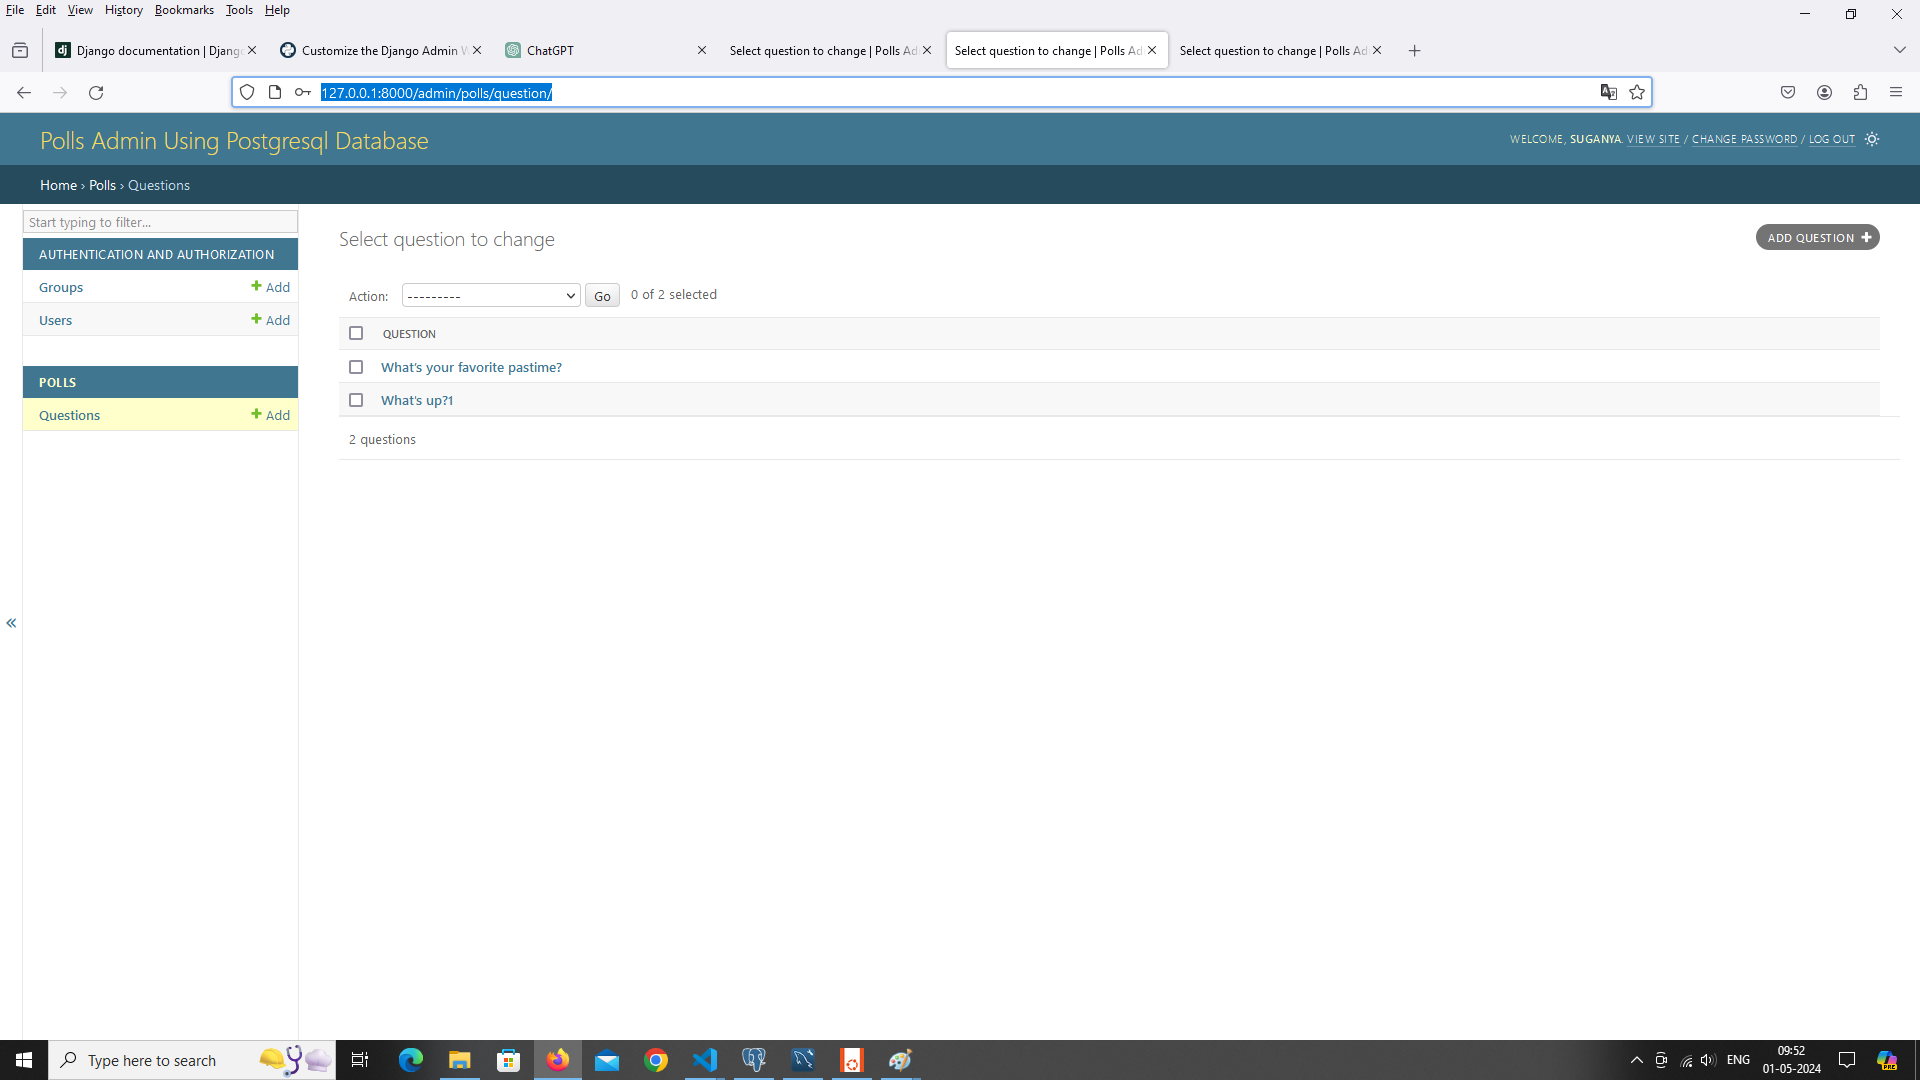 File Edit View History Bookmarks Tools Help
Django documentation | Django
Customize the Django Admin W
ChatGPT
Select question to change | Polls Ad
Select question to change | Polls Ad
Select question to change | Polls Ad
127.0.0.1:8000/admin/polls/question/
Polls Admin Using Postgresql Database
WELCOME, SUGANYA. VIEW SITE / CHANGE PASSWORD / LOG OUT
Home › Polls › Questions
Start typing to filter...
AUTHENTICATION AND AUTHORIZATION
Groups Add
Users Add
POLLS
Questions Add
Select question to change
ADD QUESTION
Action: --------- Go 0 of 2 selected
QUESTION
What's your favorite pastime?
What's up?1
2 questions
Type here to search
ENG
09:52
01-05-2024